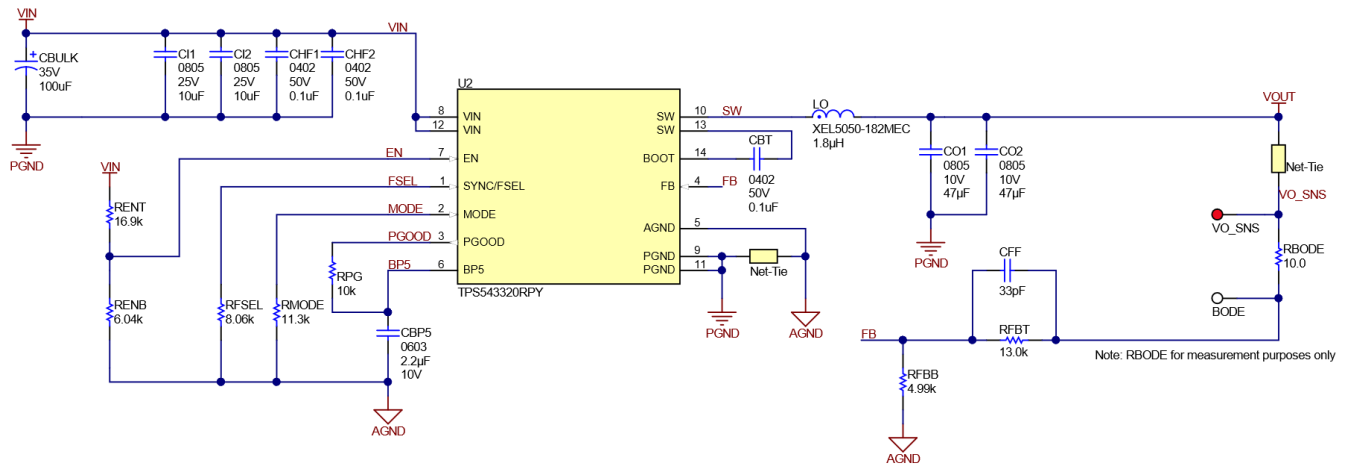 VIN
VIN
CBULK
35V
100uF
CI1
0805
25V
10uF
CI2
0805
25V
10uF
CHF1
0402
50V
0.1uF
CHF2
0402
50V
0.1uF
PGND
U2
8 VIN
12 VIN
EN 7 EN
FSEL 1 SYNC/FSEL
MODE 2 MODE
PGOOD 3 PGOOD
BP5 6 BP5
SW 10 SW
SW 13
BOOT 14
FB 4 FB
AGND 5
PGND 9
PGND 11
TPS543320RPY
VIN
RENT
16.9k
RENB
6.04k
RFSEL
8.06k
RMODE
11.3k
RPG
10k
CBP5
0603
2.2µF
10V
AGND
CBT
0402
50V
0.1uF
Net-Tie
PGND
AGND
LO
XEL5050-182MEC
1.8µH
CO1
0805
10V
47µF
CO2
0805
10V
47µF
PGND
VOUT
Net-Tie
VO_SNS
VO_SNS
RBODE
10.0
BODE
CFF
33pF
FB
RFBT
13.0k
Note: RBODE for measurement purposes only
RFBB
4.99k
AGND